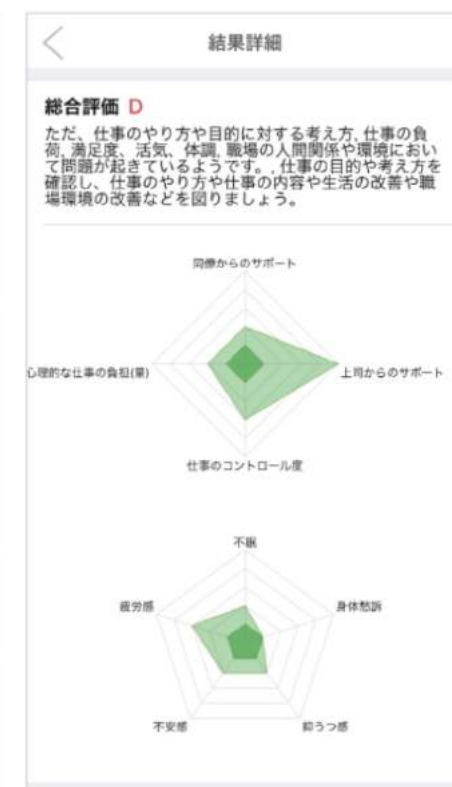 結果詳細
総合評価 D
ただ、仕事のやり方や目的に対する考え方, 仕事の負
荷, 満足度、活気、体調, 職場の人間関係や環境におい
て問題が起きているようです。, 仕事の目的や考え方を
確認し、仕事のやり方や仕事の内容や生活の改善や職
場環境の改善などを図りましょう。
同僚からのサポート
心理的な仕事の負担(量)
上司からのサポート
仕事のコントロール度
不眠
疲労感
身体愁訴
不安感
抑うつ感